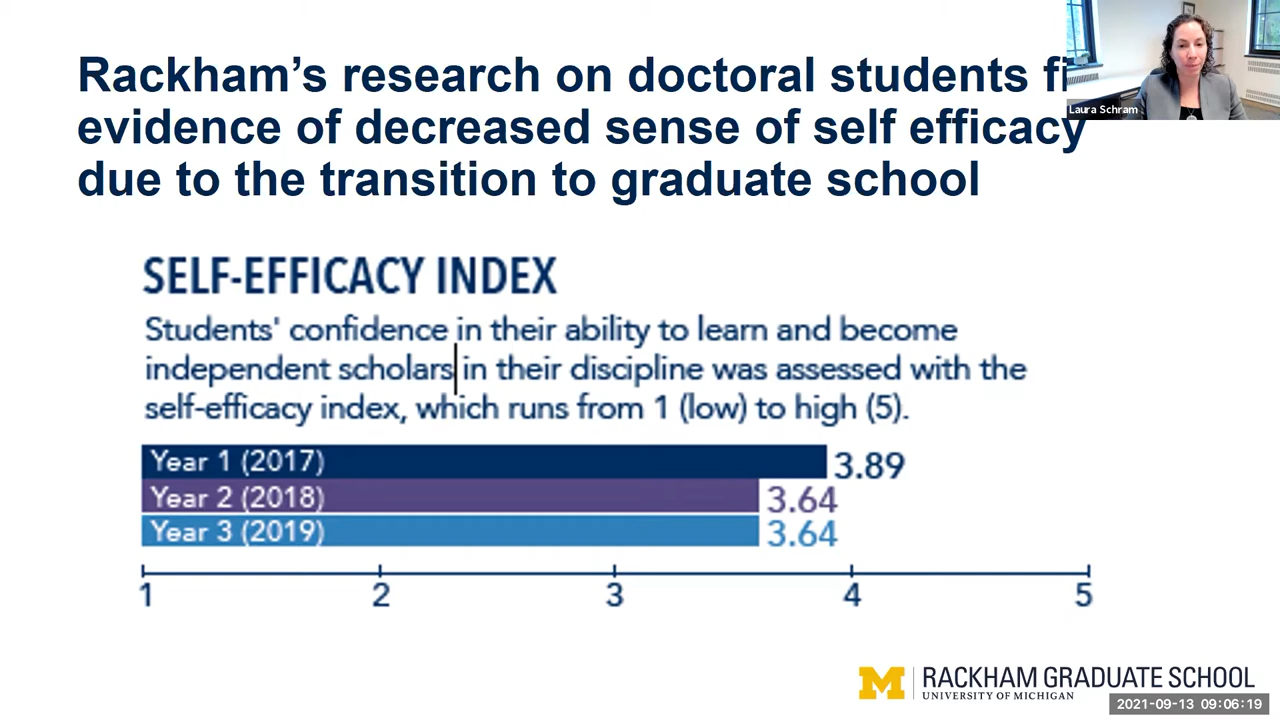 Rackham's research on doctoral students
evidence of decreased sense of self efficacy
due to the transition to graduate school
Laura Schram
SELF-EFFICACY INDEX
Students' confidence in their ability to learn and become
independent scholars in their discipline was assessed with the
self-efficacy index, which runs from 1 (low) to high (5).
Year 1 (2017) 3.89
Year 2 (2018) 3.64
Year 3 (2019) 3.64
1 2 3 4 5
M RACKHAM GRADUATE SCHOOL
UNIVERSITY OF MICHIGAN
2021-09-13 09:06:19